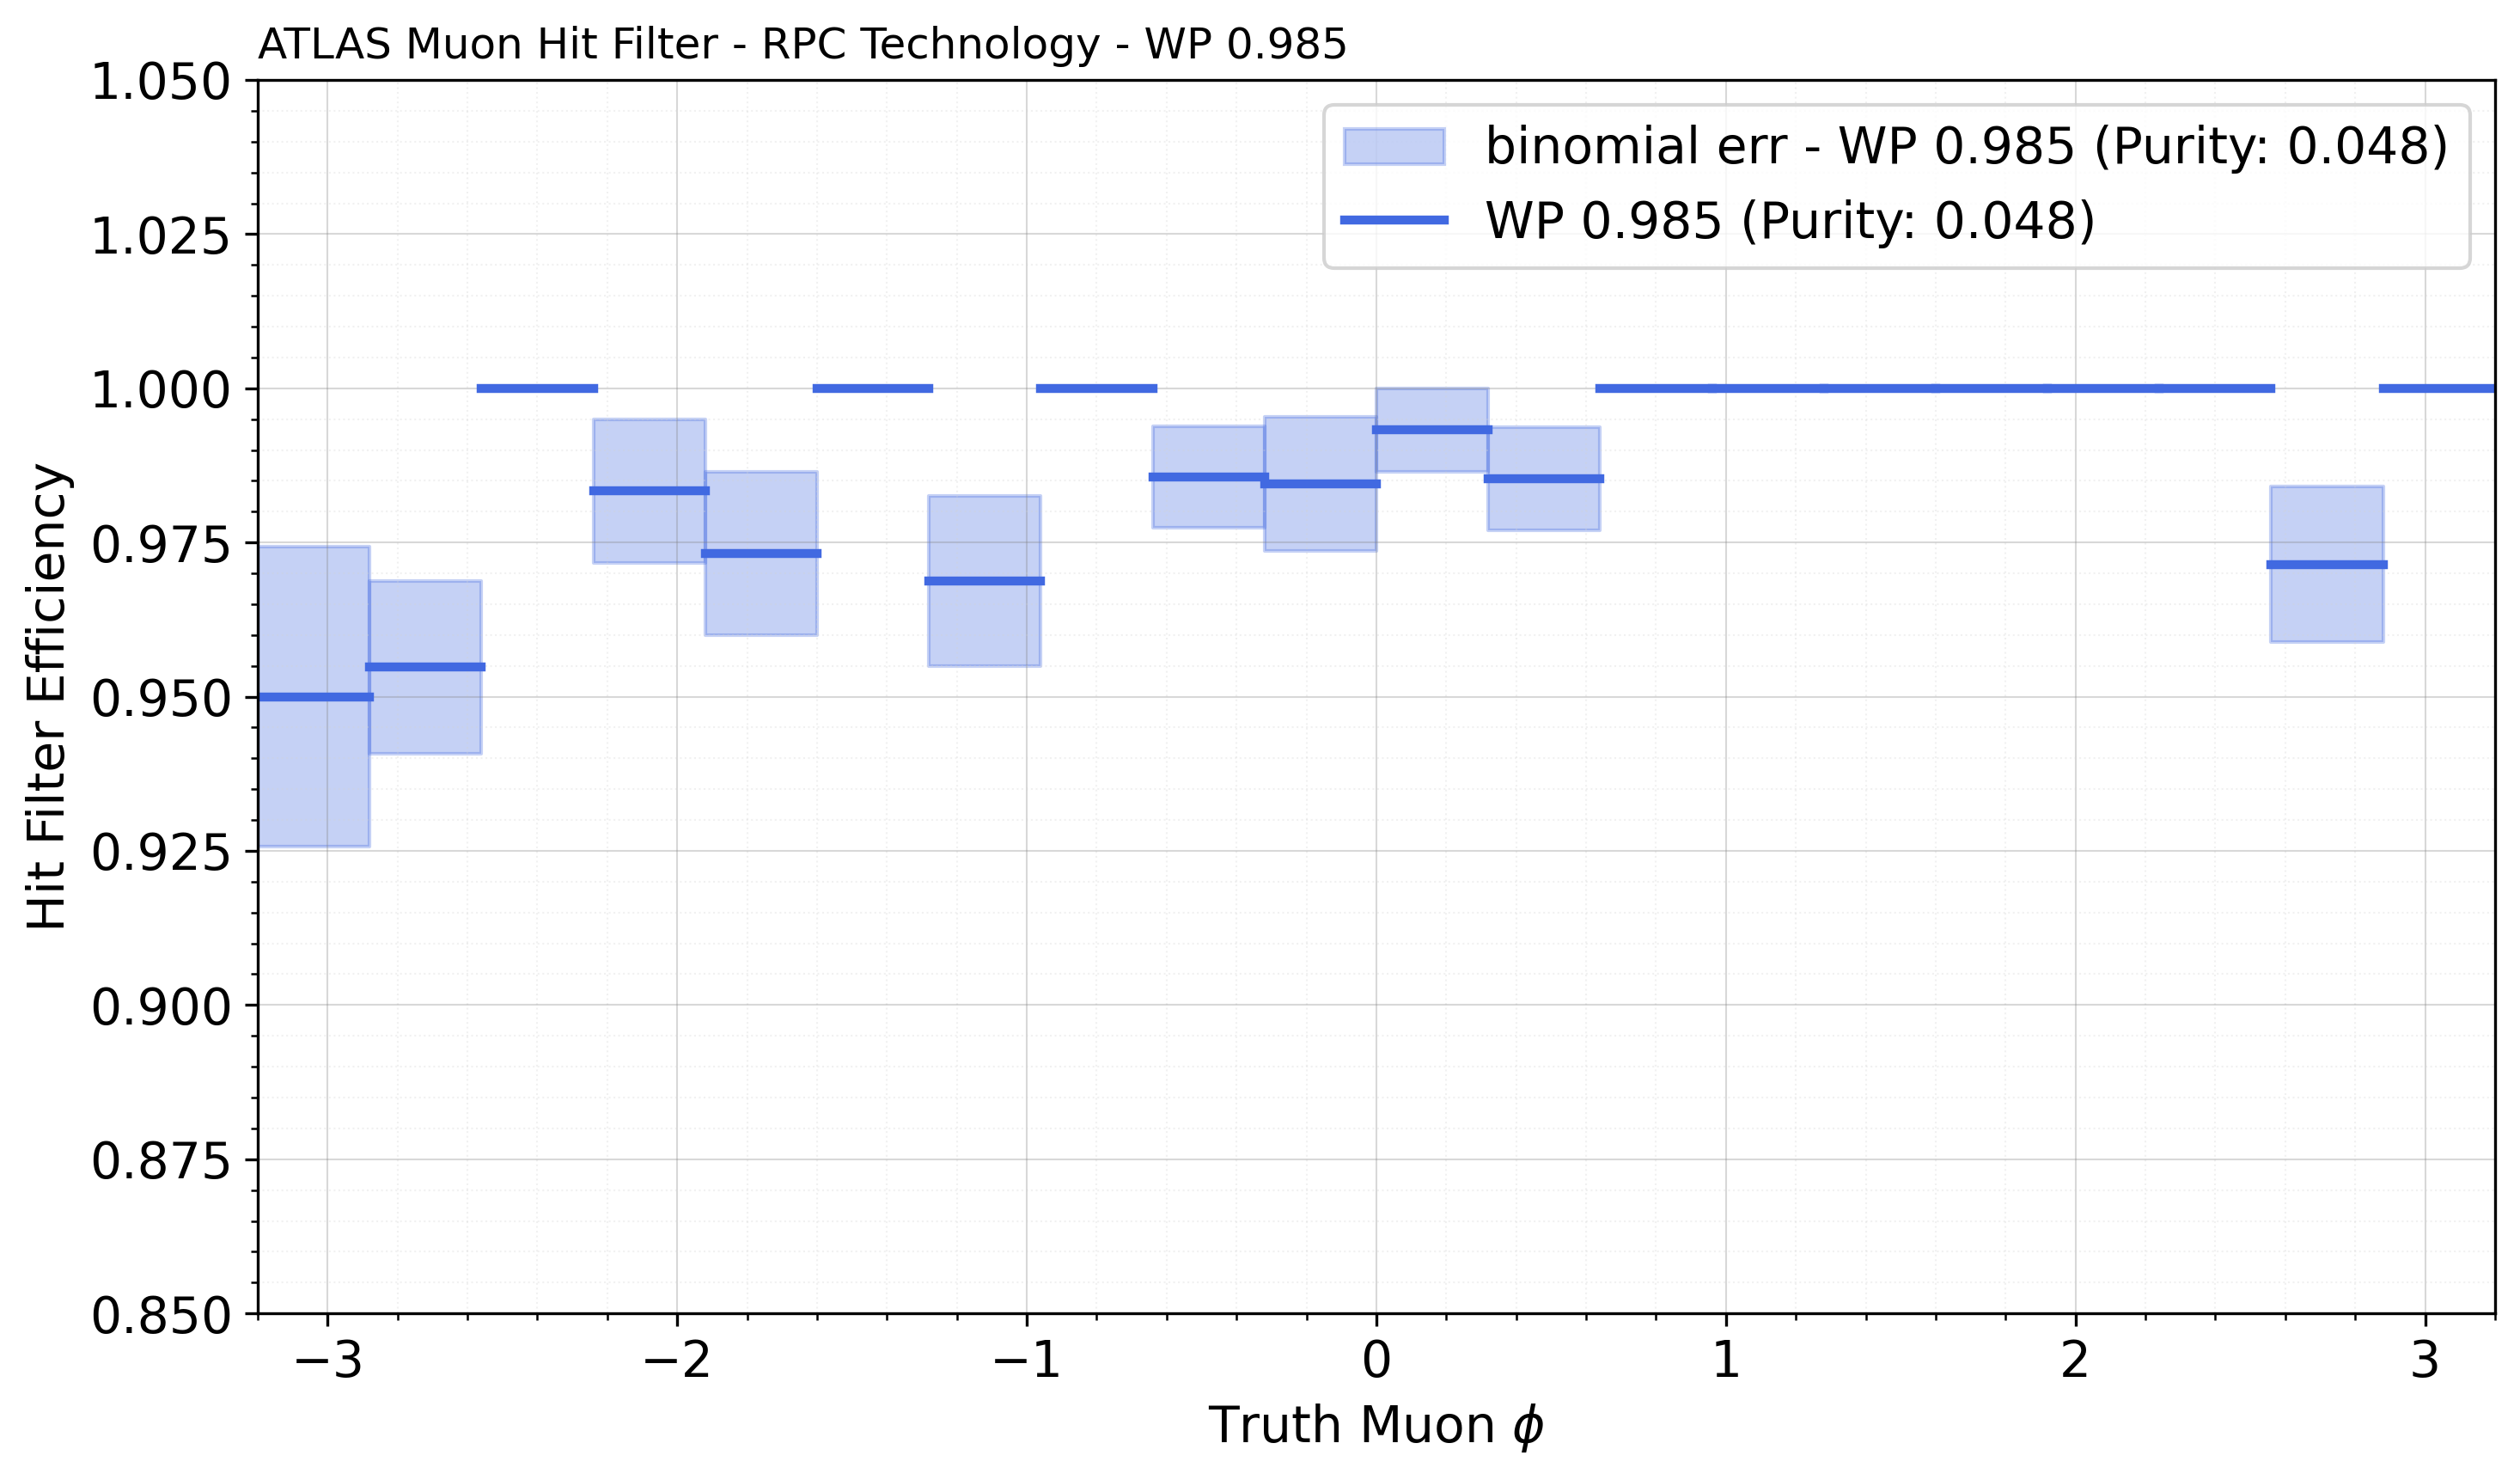 ATLAS Muon Hit Filter - RPC Technology - WP 0.985
binomial err - WP 0.985 (Purity: 0.048)
WP 0.985 (Purity: 0.048)
Hit Filter Efficiency
1.050
1.025
1.000
0.975
0.950
0.925
0.900
0.875
0.850
−3 −2 −1 0 1 2 3
Truth Muon ϕ